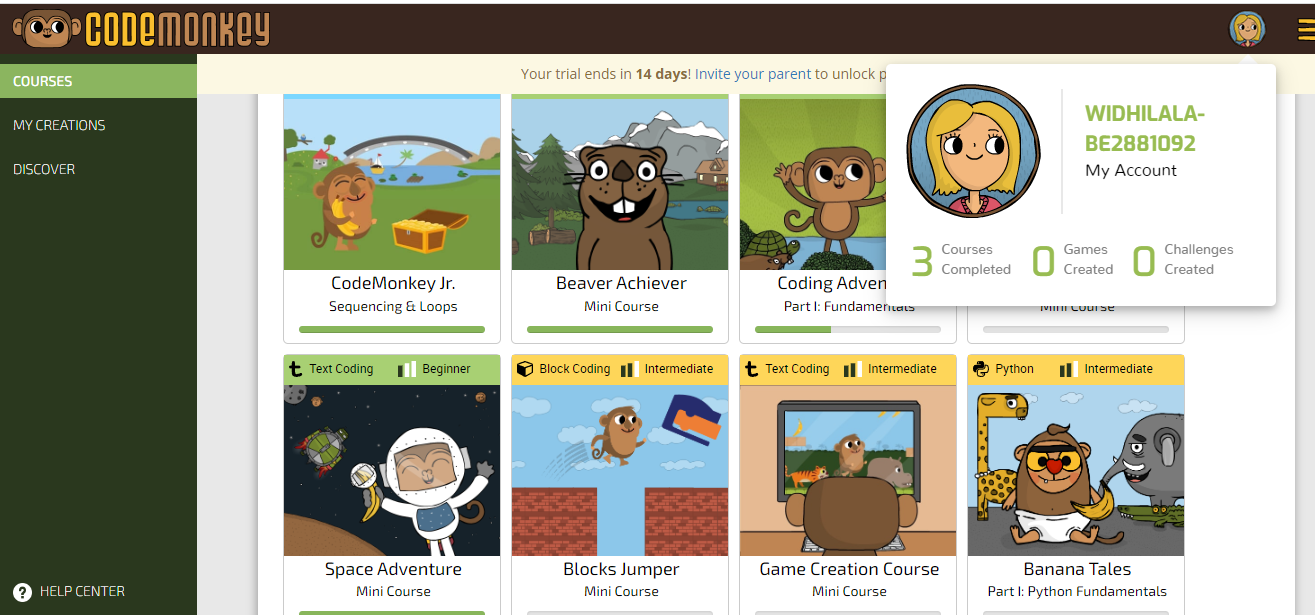 CODEMONKEY
COURSES
MY CREATIONS
DISCOVER
HELP CENTER
Your trial ends in 14 days! Invite your parent to unlock p
WIDHILALA-
BE2881092
My Account
3 Courses Completed
0 Games Created
0 Challenges Created
CodeMonkey Jr.
Sequencing & Loops
Beaver Achiever
Mini Course
Coding Adven
Part I: Fundamentals
Mini Course
Text Coding Beginner
Space Adventure
Mini Course
Block Coding Intermediate
Blocks Jumper
Mini Course
Text Coding Intermediate
Game Creation Course
Mini Course
Python Intermediate
Banana Tales
Part I: Python Fundamentals